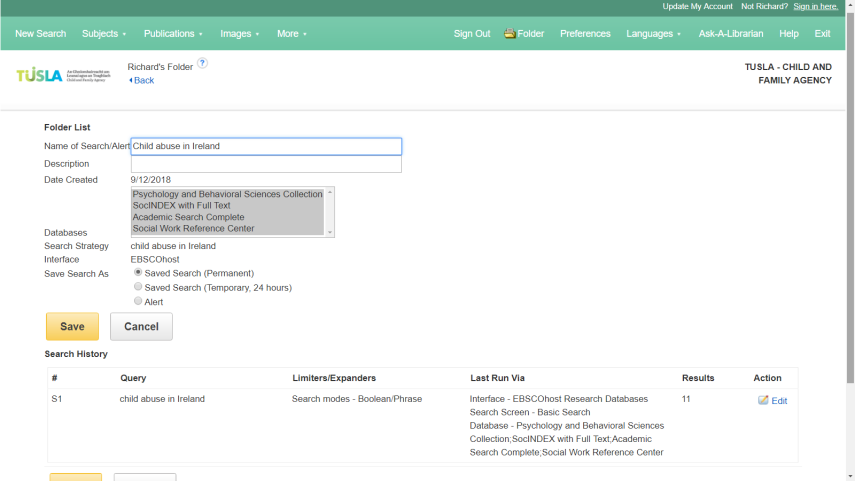 Update My Account Not Richard? Sign in here.
New Search Subjects Publications Images More Sign Out Folder Preferences Languages Ask-A-Librarian Help Exit
TUSLA An Ghníomhaireacht um Leanaí agus an Teaghlach Child and Family Agency
Richard's Folder ?
Back
TUSLA - CHILD AND
FAMILY AGENCY
Folder List
Name of Search/Alert Child abuse in Ireland
Description
Date Created 9/12/2018
Psychology and Behavioral Sciences Collection
SocINDEX with Full Text
Academic Search Complete
Social Work Reference Center
Databases
Search Strategy child abuse in Ireland
Interface EBSCOhost
Save Search As Saved Search (Permanent)
Saved Search (Temporary, 24 hours)
Alert
Save Cancel
Search History
# Query Limiters/Expanders Last Run Via Results Action
S1 child abuse in Ireland Search modes - Boolean/Phrase Interface - EBSCOhost Research Databases 11 Edit
Search Screen - Basic Search
Database - Psychology and Behavioral Sciences
Collection;SocINDEX with Full Text;Academic
Search Complete;Social Work Reference Center